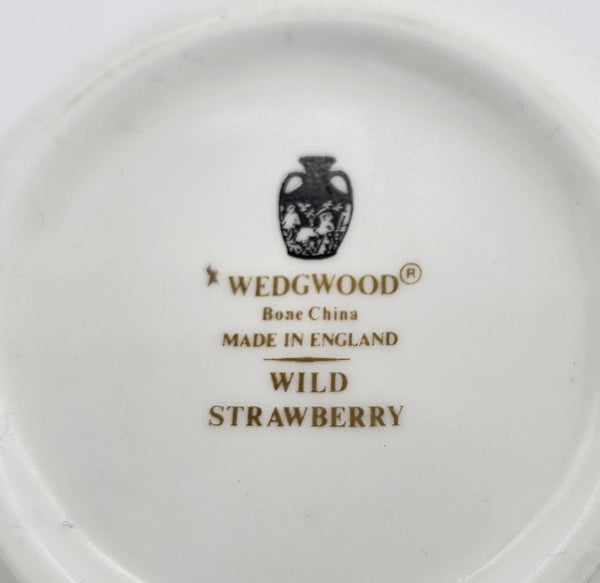 WEDGWOOD®
Bone China
MADE IN ENGLAND
WILD
STRAWBERRY